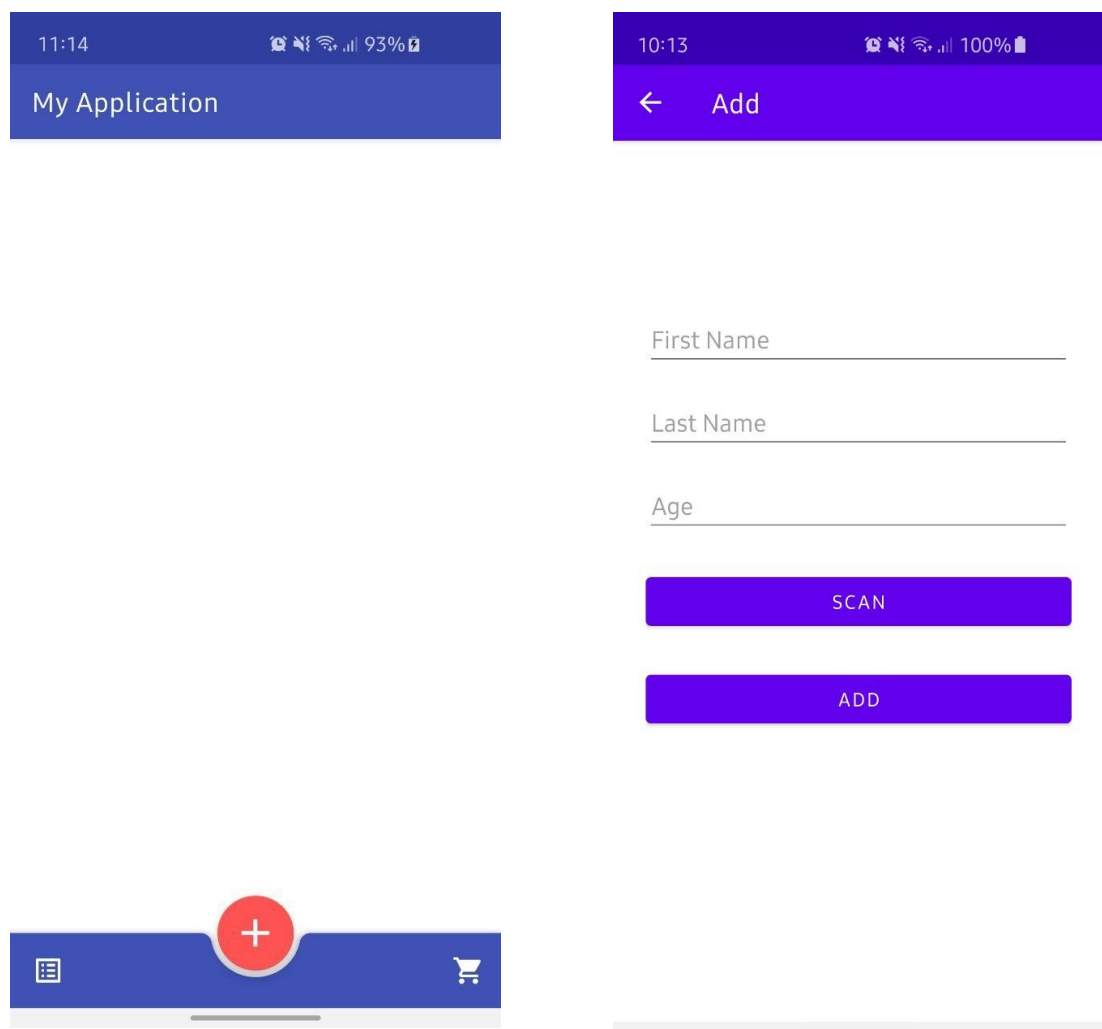 11:14 93%
My Application
10:13 100%
Add
First Name
Last Name
Age
SCAN
ADD